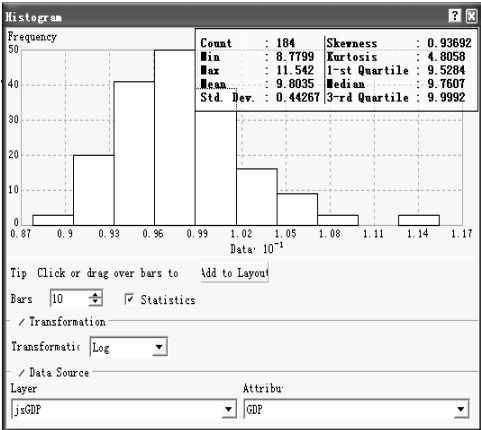 Histogram
Frequency
50
40
30
20
10
0
0.87 0.9 0.93 0.96 0.99 1.02 1.05 1.08 1.11 1.14 1.17
Data· 10⁻¹
Count : 184 Skewness : 0.93692
Min : 8.7799 Kurtosis : 4.8058
Max : 11.542 1-st Quartile : 9.5284
Mean : 9.8035 Median : 9.7607
Std. Dev. : 0.44267 3-rd Quartile : 9.9992
Tip Click or drag over bars to Add to Layout
Bars 10 Statistics
Transformation
Transformatic Log
Data Source
Layer Attribu
jsGDP GDP